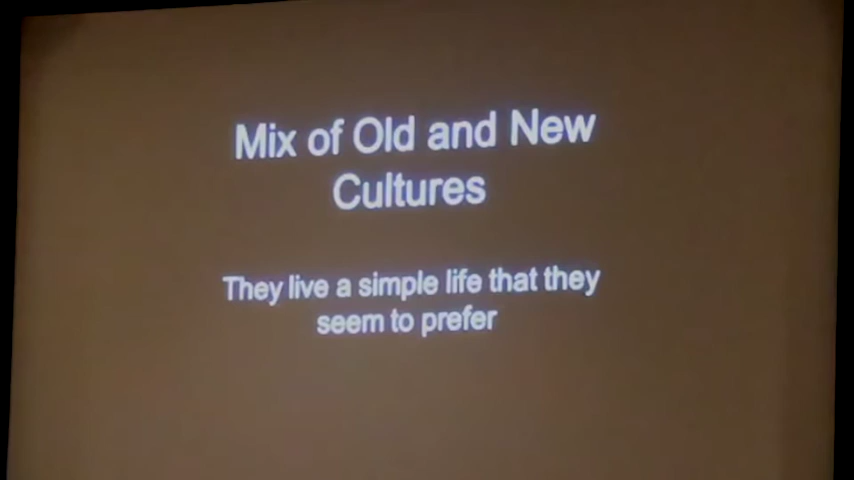 Mix of Old and New
Cultures
They live a simple life that they
seem to prefer